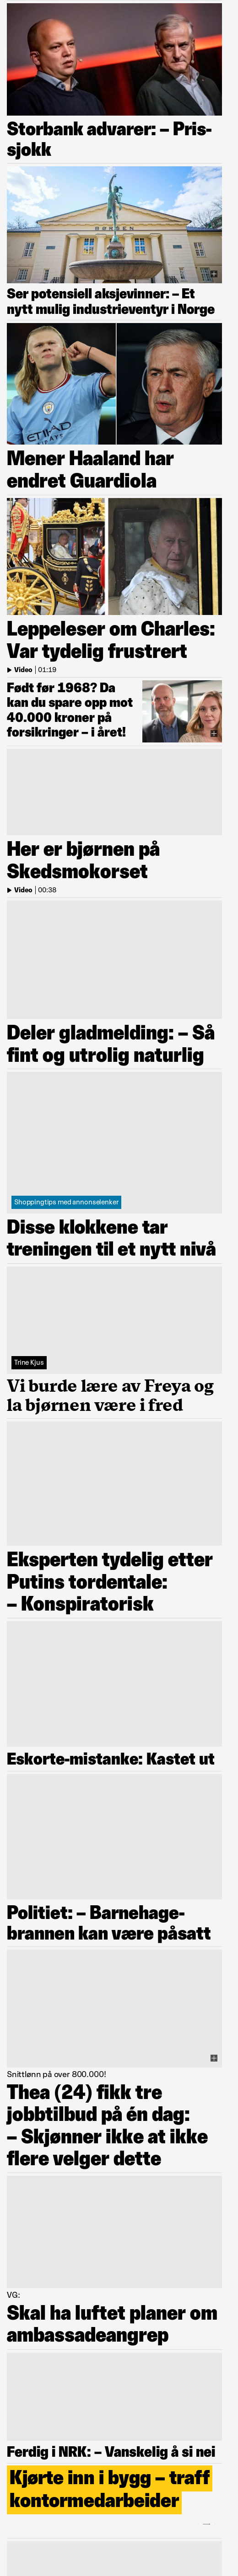 Storbank advarer: – Pris-
sjokk
BØRSEN
Ser potensiell aksjevinner: – Et
nytt mulig industrieventyr i Norge
ETIHAD
Mener Haaland har
endret Guardiola
Leppeleser om Charles:
Var tydelig frustrert
Video | 01:19
Født før 1968? Da
kan du spare opp mot
40.000 kroner på
forsikringer – i året!
Her er bjørnen på
Skedsmokorset
Video | 00:38
Deler gladmelding: – Så
fint og utrolig naturlig
Shoppingtips med annonselenker
Disse klokkene tar
treningen til et nytt nivå
Trine Kjus
Vi burde lære av Freya og
la bjørnen være i fred
Eksperten tydelig etter
Putins tordentale:
– Konspiratorisk
Eskorte-mistanke: Kastet ut
Politiet: – Barnehage-
brannen kan være påsatt
Snittlønn på over 800.000!
Thea (24) fikk tre
jobbtilbud på én dag:
– Skjønner ikke at ikke
flere velger dette
VG:
Skal ha luftet planer om
ambassadeangrep
Ferdig i NRK: – Vanskelig å si nei
Kjørte inn i bygg – traff
kontormedarbeider